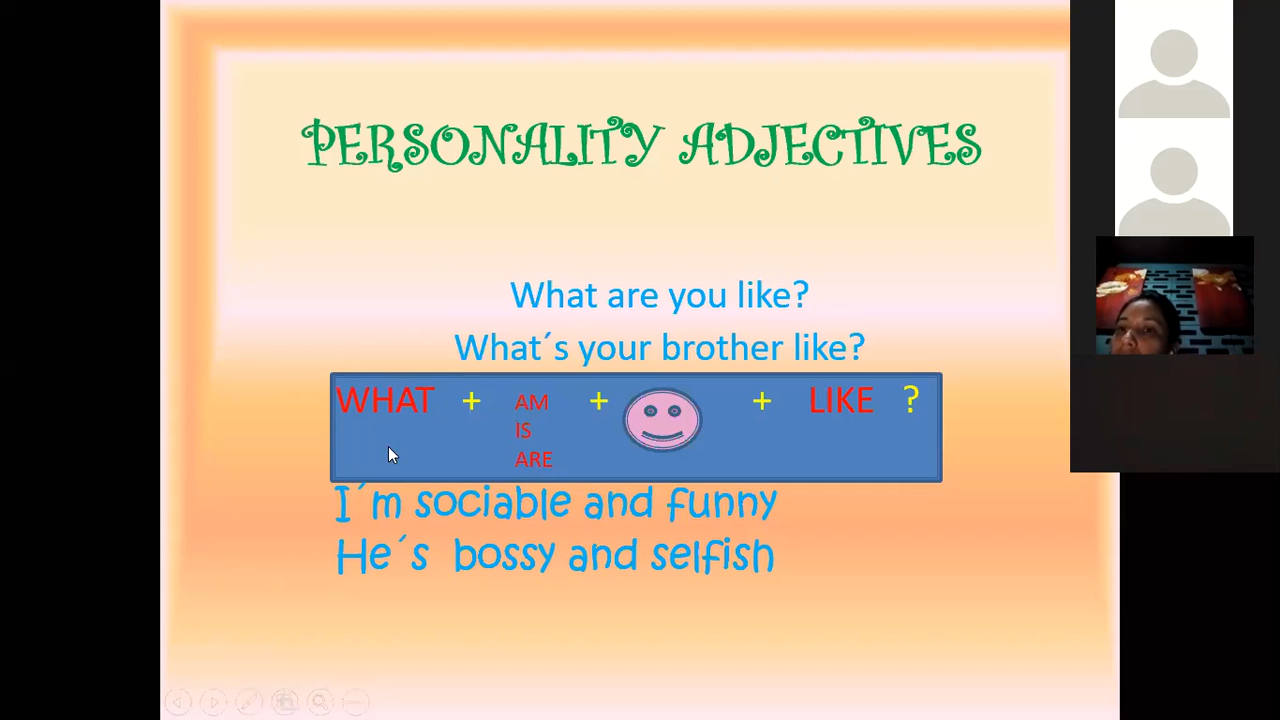 PERSONALITY ADJECTIVES
What are you like?
What´s your brother like?
WHAT + AM + + LIKE ?
IS
ARE
I´m sociable and funny
He´s bossy and selfish